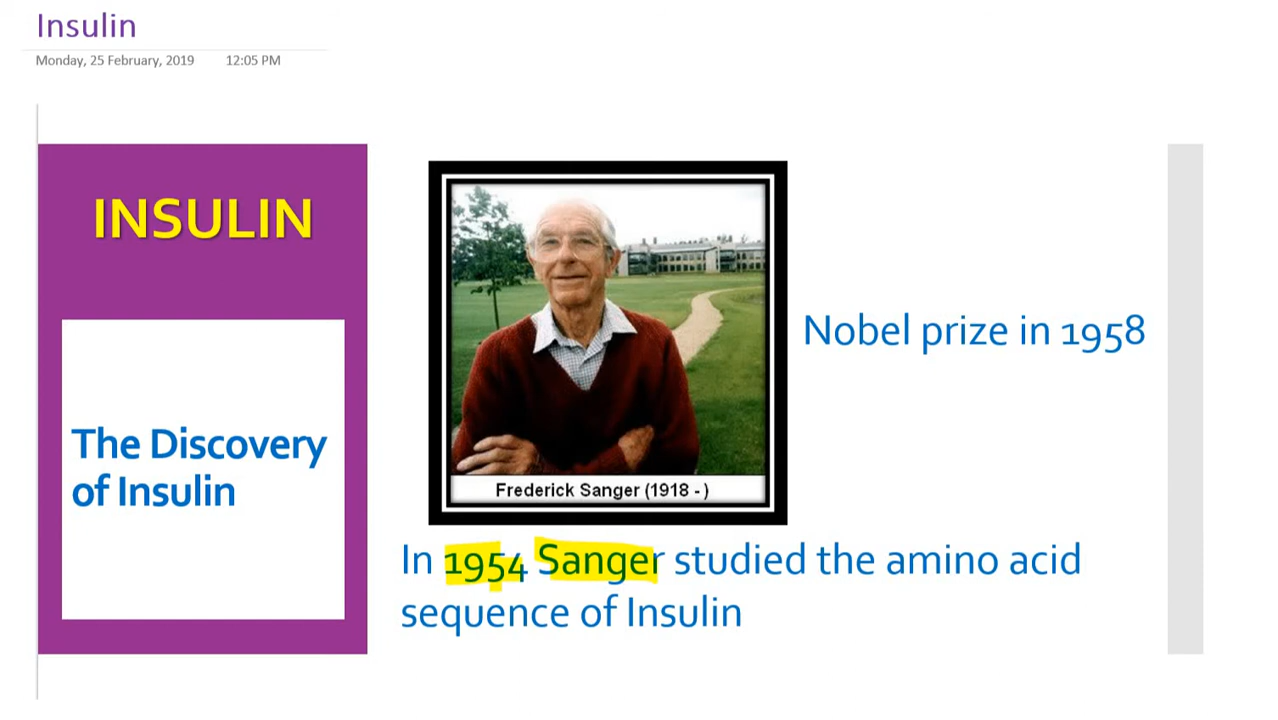 Insulin
Monday, 25 February, 2019 12:05 PM
INSULIN
The Discovery
of Insulin
Frederick Sanger (1918 - )
Nobel prize in 1958
In 1954 Sanger studied the amino acid
sequence of Insulin